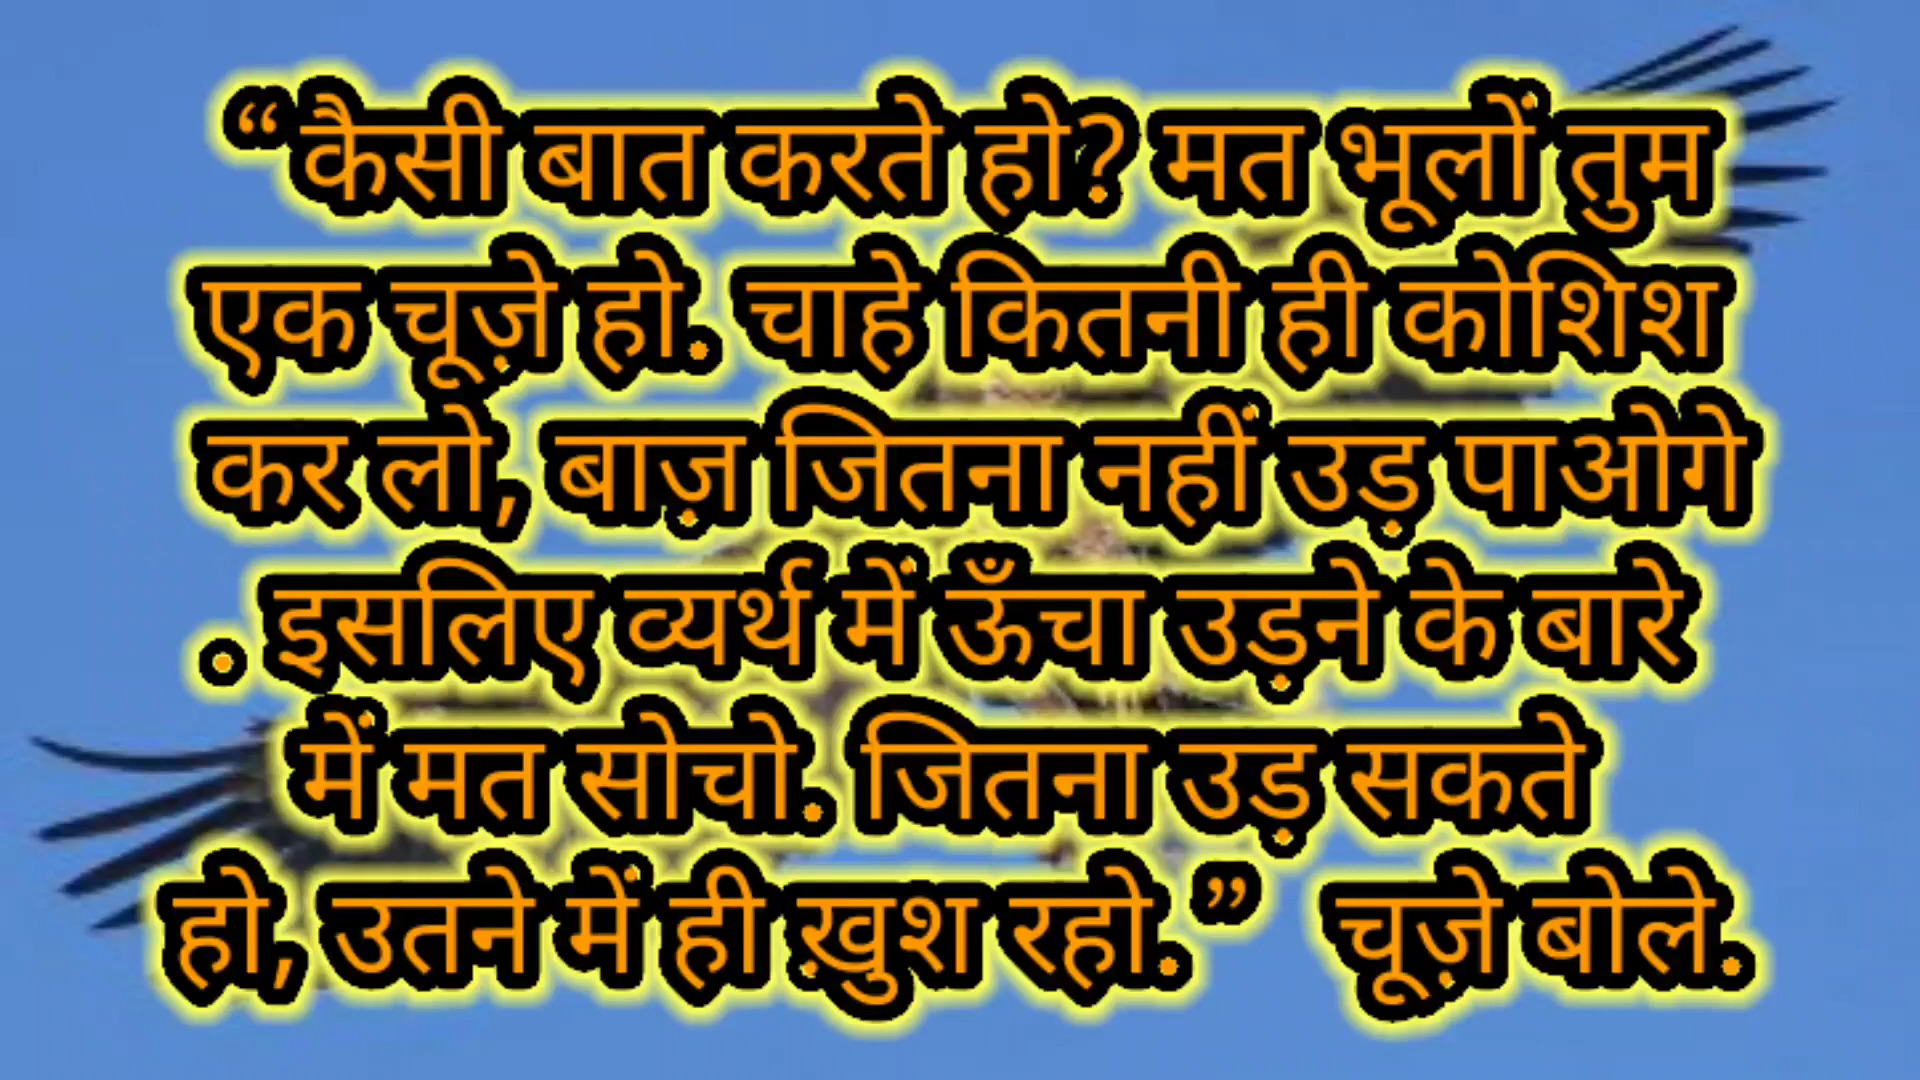 “कैसी बात करते हो? मत भूलों तुम
एक चूज़े हो. चाहे कितनी ही कोशिश
कर लो, बाज़ जितना नहीं उड़ पाओगे
. इसलिए व्यर्थ में ऊँचा उड़ने के बारे
में मत सोचो. जितना उड़ सकते
हो, उतने में ही ख़ुश रहो.” चूज़े बोले.